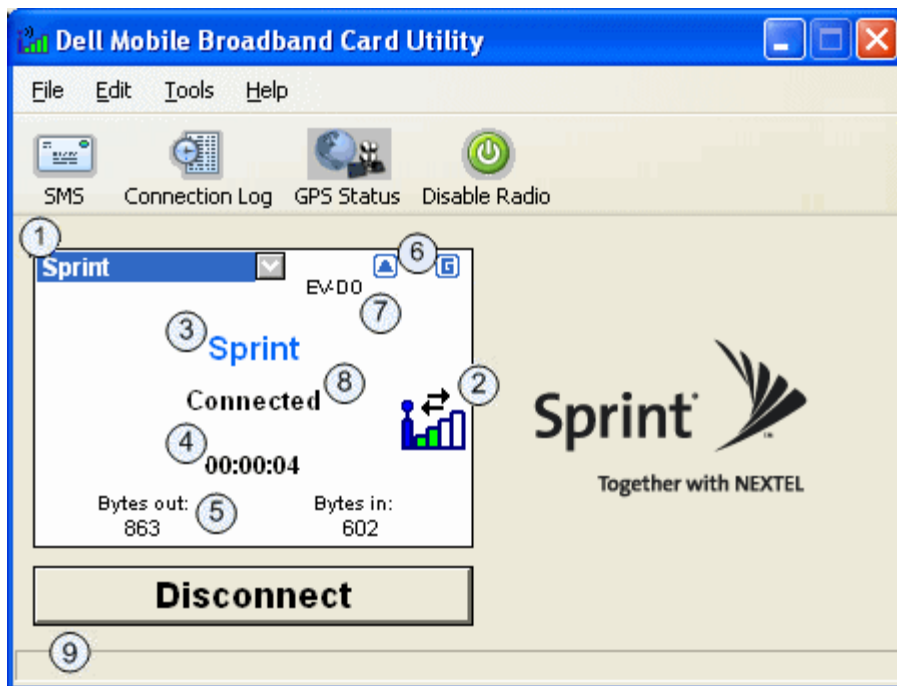 Dell Mobile Broadband Card Utility
File Edit Tools Help
SMS Connection Log GPS Status Disable Radio
1
Sprint
6
G
EV-DO
7
3
Sprint
8
Connected
2
4
00:00:04
Bytes out:
863
5
Bytes in:
602
Disconnect
9
Sprint
Together with NEXTEL